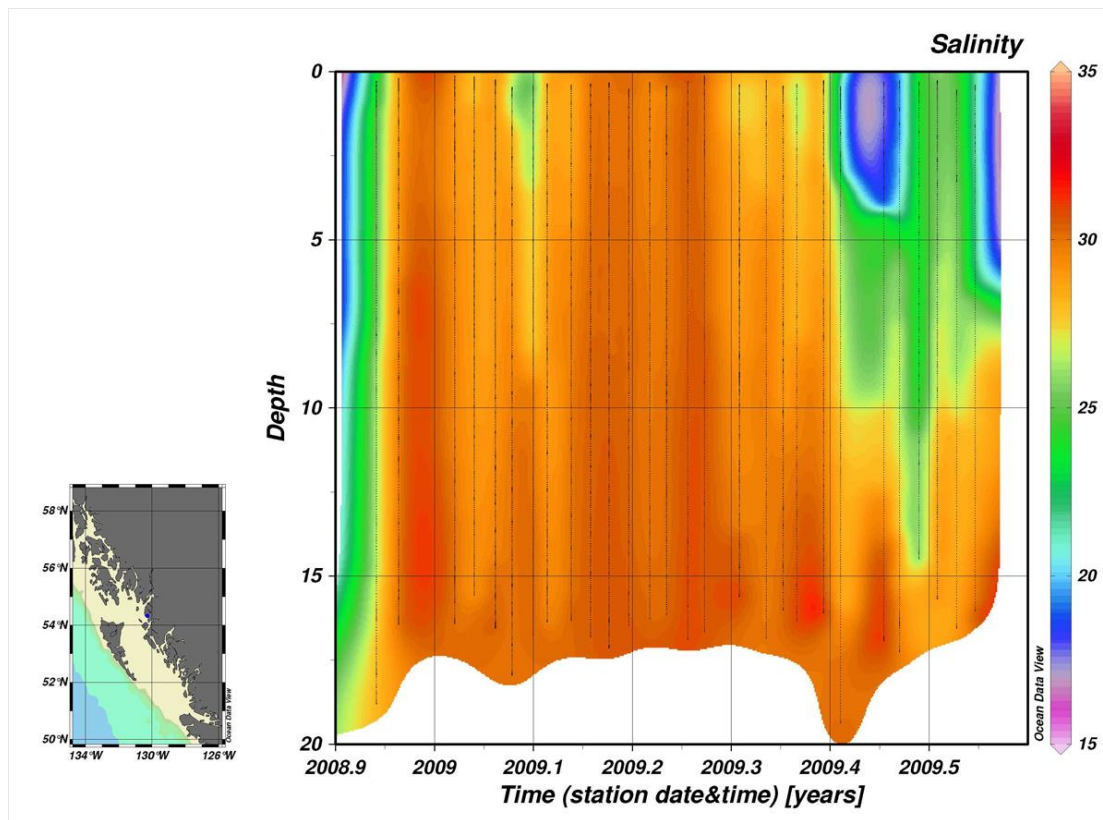 Salinity
0
5
10
15
20
Depth
2008.9
2009
2009.1
2009.2
2009.3
2009.4
2009.5
Time (station date&time) [years]
Ocean Data View
35
30
25
20
15
58°N
56°N
54°N
52°N
50°N
134°W
130°W
126°W
Ocean Data View